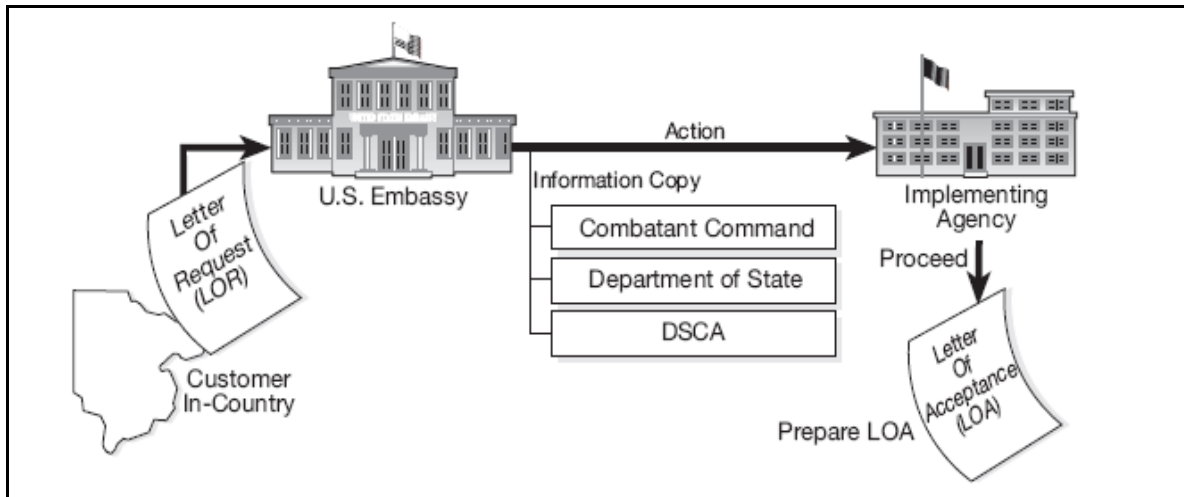 Letter
Of
Request
(LOR)
Customer
In-Country
U.S. Embassy
Action
Information Copy
Combatant Command
Department of State
DSCA
Implementing
Agency
Proceed
Prepare LOA
Letter
Of
Acceptance
(LOA)